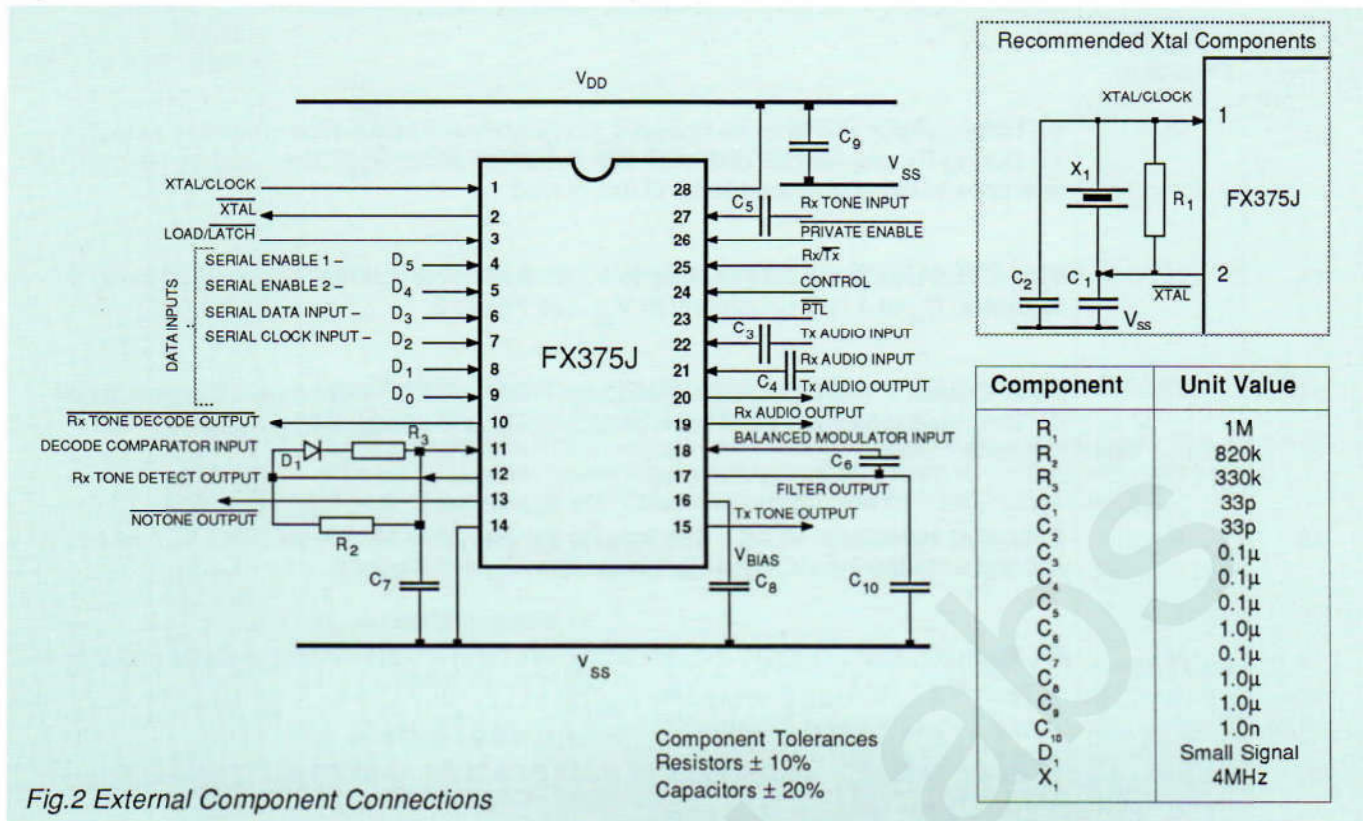 Recommended Xtal Components
XTAL/CLOCK
1
X1
R1
FX375J
C2
C1
XTAL
2
VSS
VDD
C9
VSS
XTAL/CLOCK
1
XTAL
2
LOAD/LATCH
3
DATA INPUTS
SERIAL ENABLE 1 – D5
4
SERIAL ENABLE 2 – D4
5
SERIAL DATA INPUT – D3
6
SERIAL CLOCK INPUT – D2
7
D1
8
D0
9
Rx TONE DECODE OUTPUT
10
DECODE COMPARATOR INPUT
D1
R3
11
Rx TONE DETECT OUTPUT
12
NOTONE OUTPUT
13
R2
14
C7
FX375J
28
C5
Rx TONE INPUT
27
PRIVATE ENABLE
26
Rx/Tx
25
CONTROL
24
PTL
23
C3
Tx AUDIO INPUT
22
Rx AUDIO INPUT
21
C4
Tx AUDIO OUTPUT
20
Rx AUDIO OUTPUT
19
BALANCED MODULATOR INPUT
18
C6
17
FILTER OUTPUT
16
Tx TONE OUTPUT
15
VBIAS
C8
C10
VSS
Component Unit Value
R1 1M
R2 820k
R3 330k
C1 33p
C2 33p
C3 0.1µ
C4 0.1µ
C5 0.1µ
C6 1.0µ
C7 0.1µ
C8 1.0µ
C9 1.0µ
C10 1.0n
D1 Small Signal
X1 4MHz
Component Tolerances
Resistors ± 10%
Capacitors ± 20%
Fig.2 External Component Connections